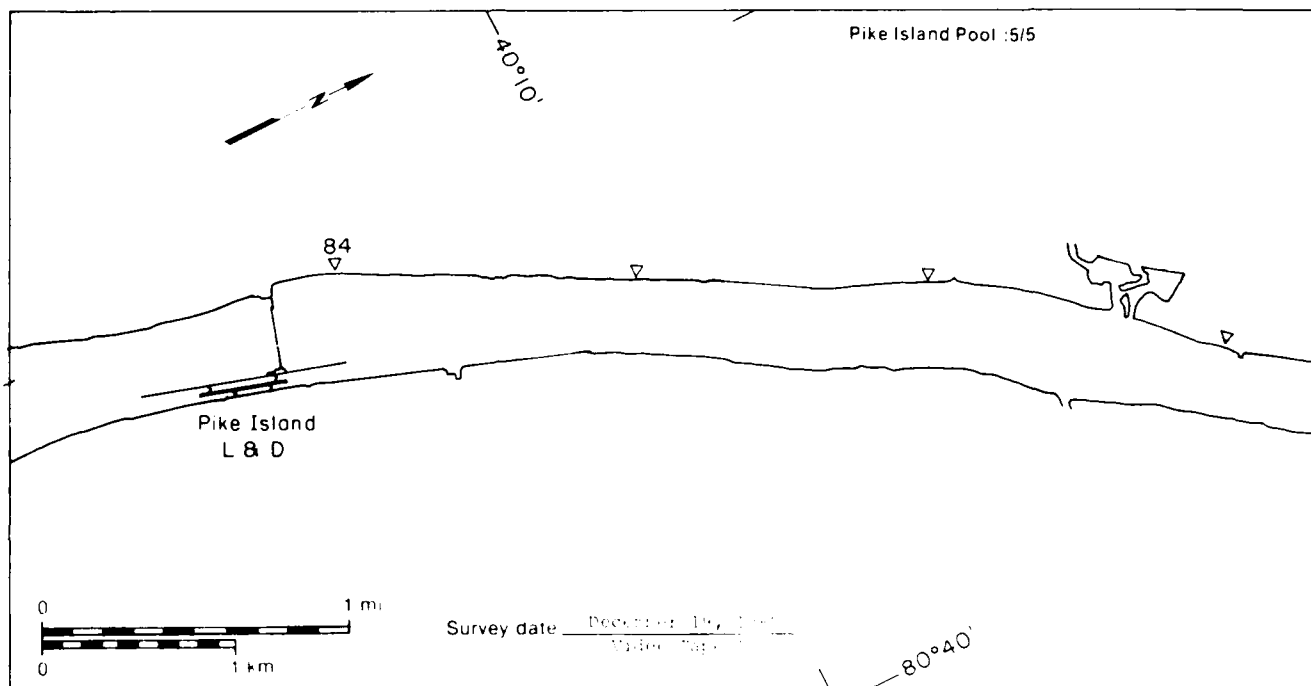 Pike Island Pool :5/5
40°10'
N
84
Pike Island
L & D
0 1 mi
0 1 km
Survey date December
80°40'